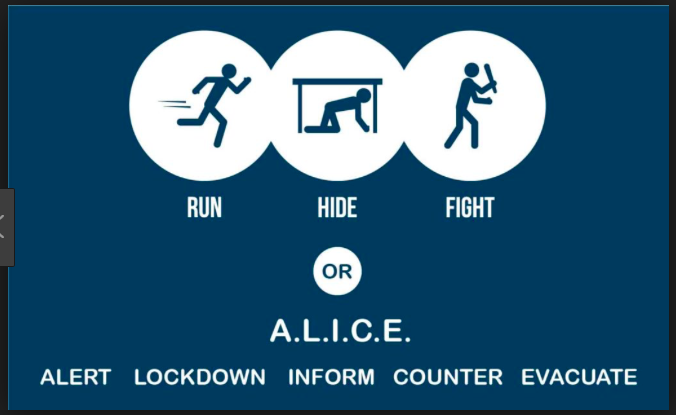 RUN HIDE FIGHT
OR
A.L.I.C.E.
ALERT LOCKDOWN INFORM COUNTER EVACUATE